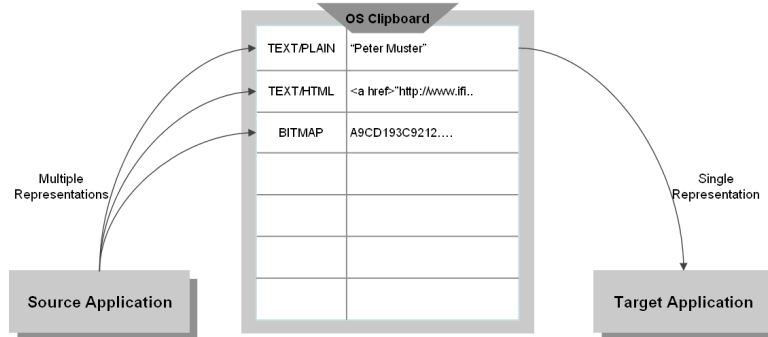 OS Clipboard
TEXT/PLAIN "Peter Muster"
TEXT/HTML <a href>"http://www.ifi..
BITMAP A9CD193C9212....
Multiple
Representations
Single
Representation
Source Application
Target Application